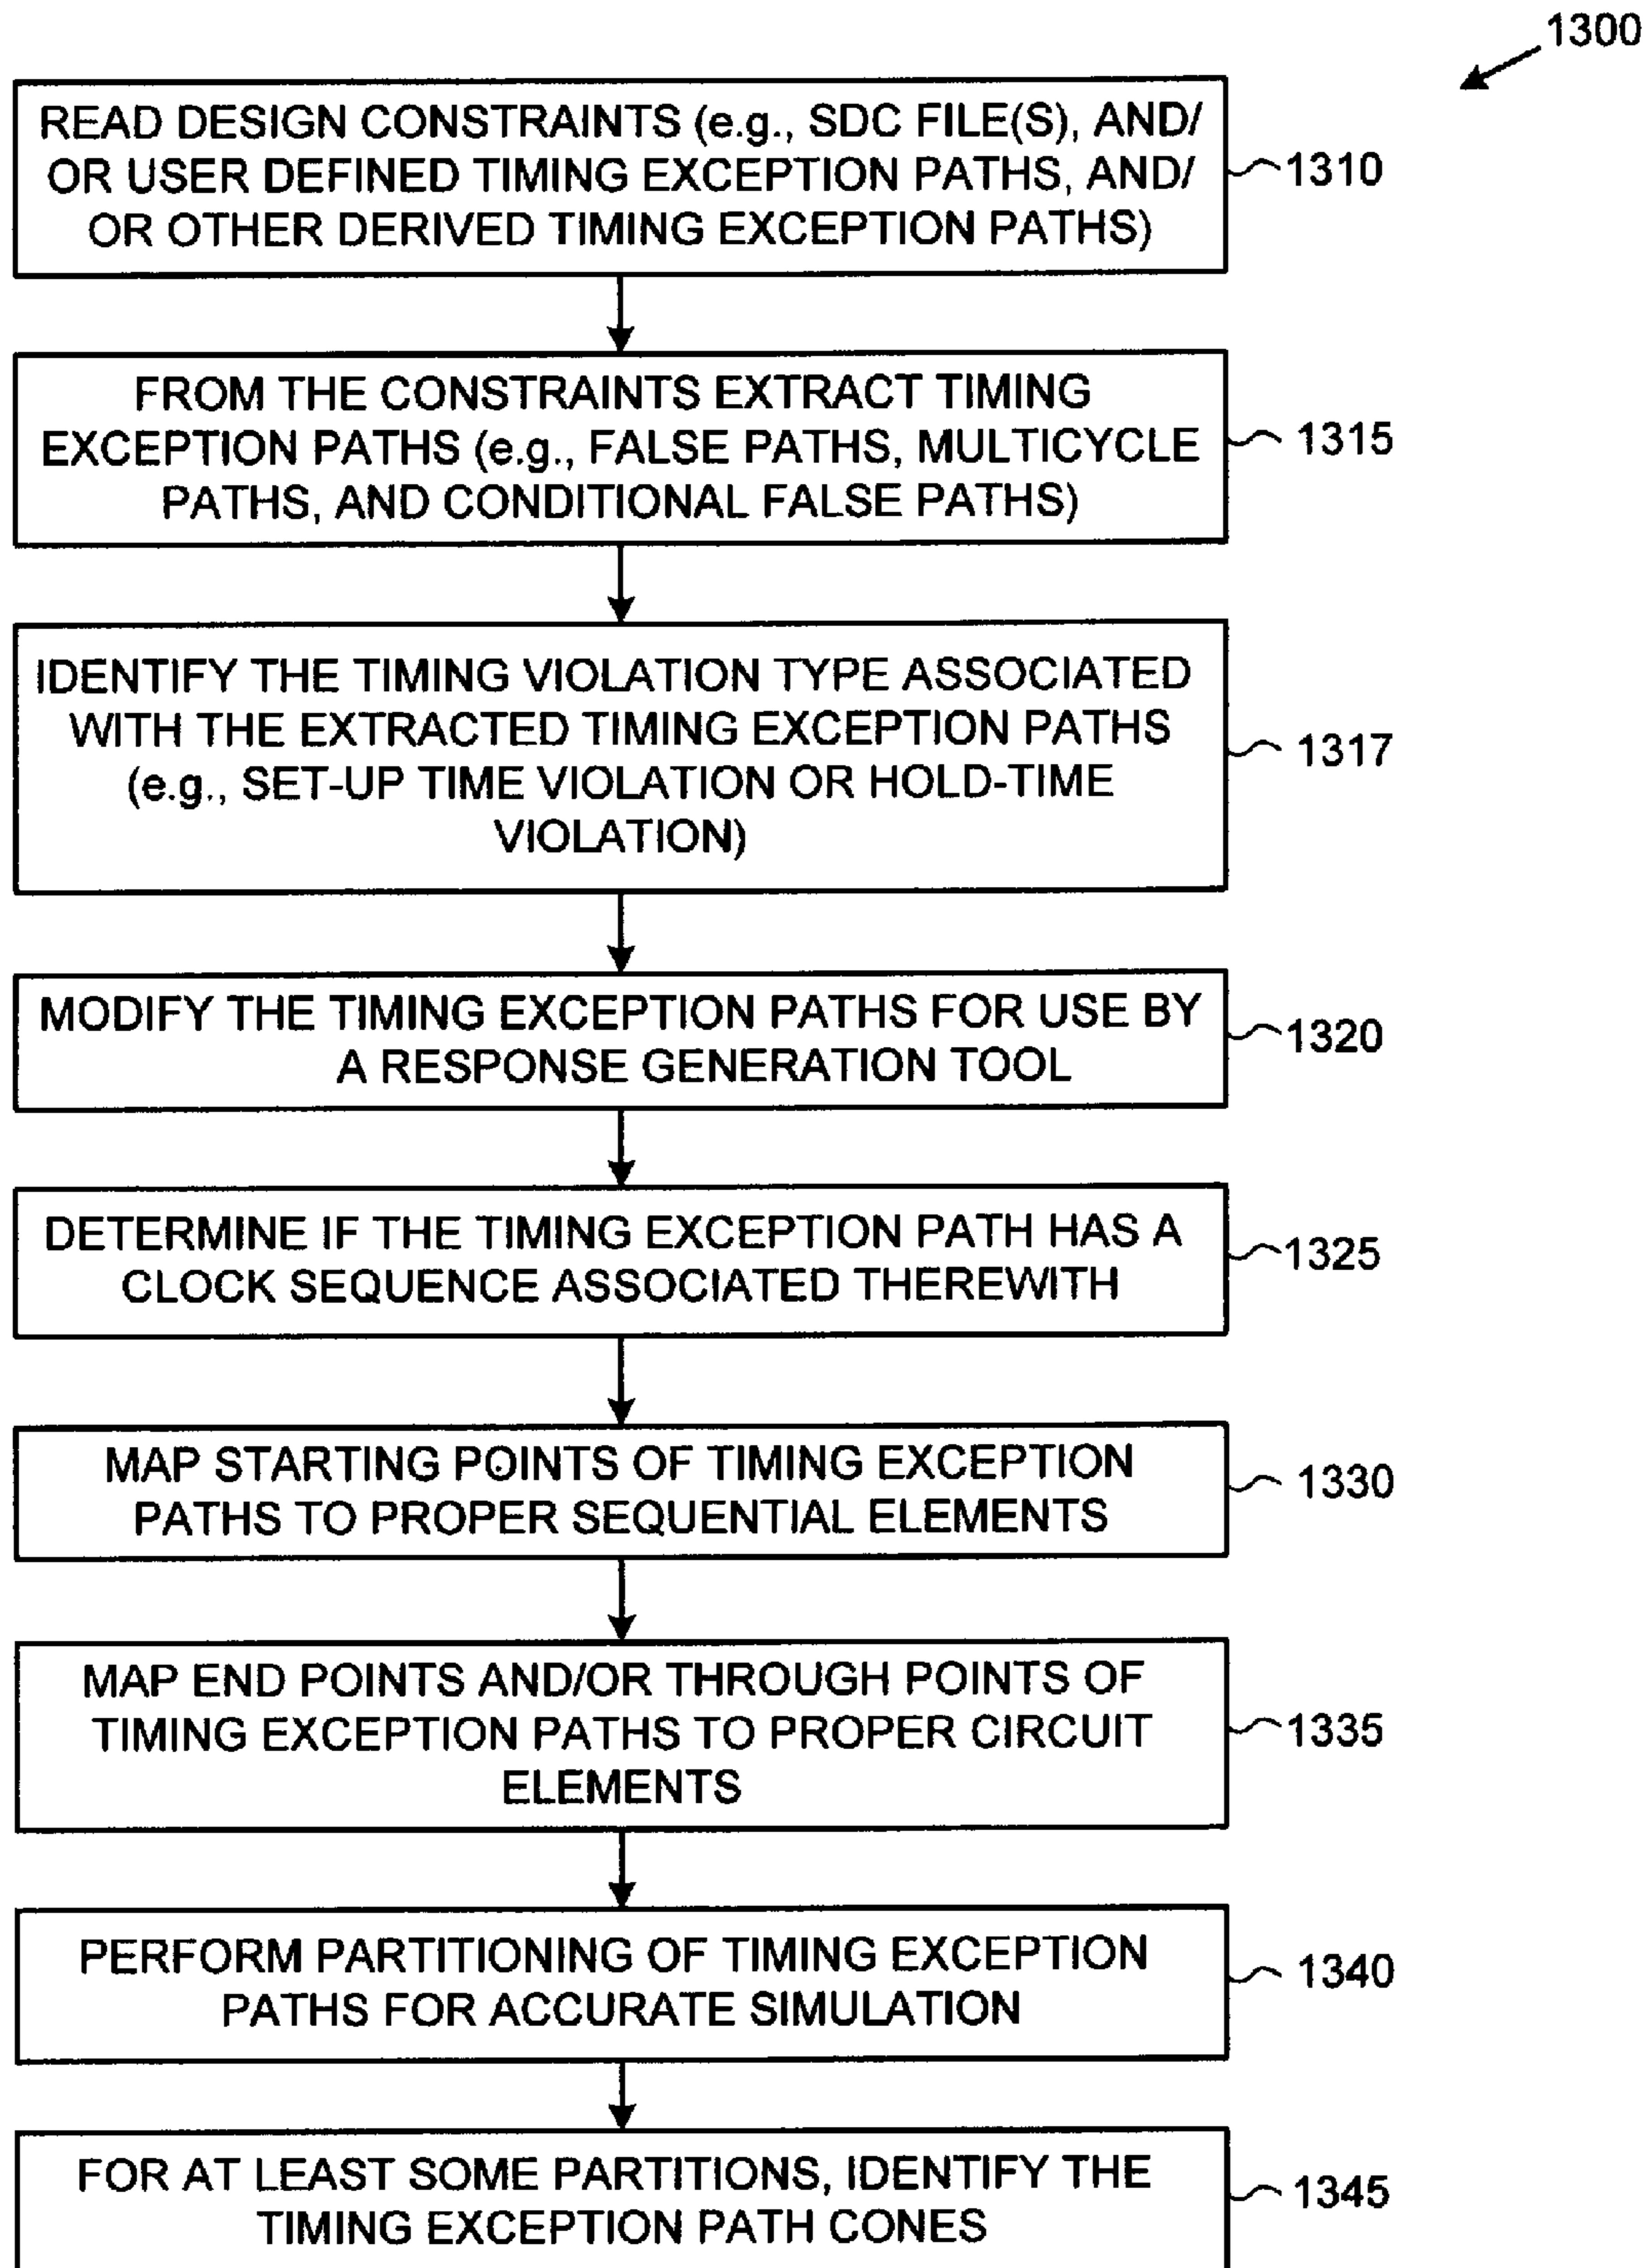 1300
READ DESIGN CONSTRAINTS (e.g., SDC FILE(S), AND/
OR USER DEFINED TIMING EXCEPTION PATHS, AND/
OR OTHER DERIVED TIMING EXCEPTION PATHS)
1310
FROM THE CONSTRAINTS EXTRACT TIMING
EXCEPTION PATHS (e.g., FALSE PATHS, MULTICYCLE
PATHS, AND CONDITIONAL FALSE PATHS)
1315
IDENTIFY THE TIMING VIOLATION TYPE ASSOCIATED
WITH THE EXTRACTED TIMING EXCEPTION PATHS
(e.g., SET-UP TIME VIOLATION OR HOLD-TIME
VIOLATION)
1317
MODIFY THE TIMING EXCEPTION PATHS FOR USE BY
A RESPONSE GENERATION TOOL
1320
DETERMINE IF THE TIMING EXCEPTION PATH HAS A
CLOCK SEQUENCE ASSOCIATED THEREWITH
1325
MAP STARTING POINTS OF TIMING EXCEPTION
PATHS TO PROPER SEQUENTIAL ELEMENTS
1330
MAP END POINTS AND/OR THROUGH POINTS OF
TIMING EXCEPTION PATHS TO PROPER CIRCUIT
ELEMENTS
1335
PERFORM PARTITIONING OF TIMING EXCEPTION
PATHS FOR ACCURATE SIMULATION
1340
FOR AT LEAST SOME PARTITIONS, IDENTIFY THE
TIMING EXCEPTION PATH CONES
1345